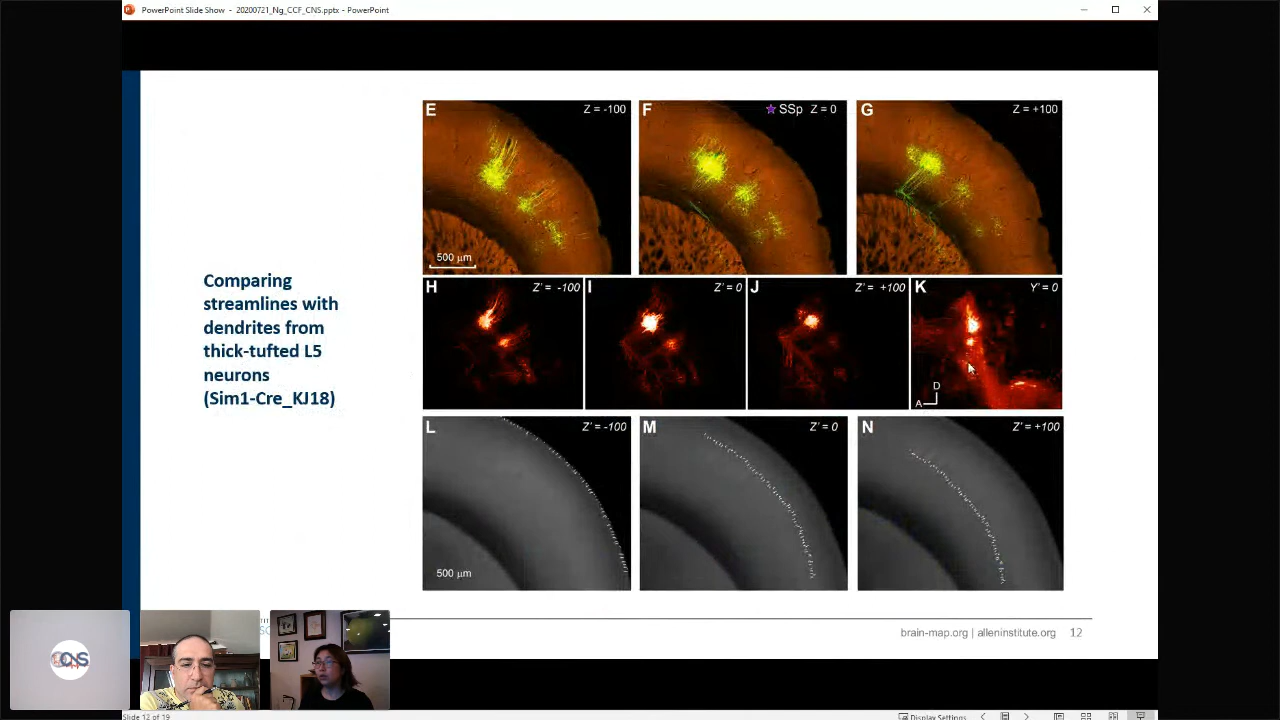 PowerPoint Slide Show - 20200721_Ng_CCF_CNS.pptx - PowerPoint
E
Z = -100
F
SSp Z = 0
G
Z = +100
500 µm
Comparing
streamlines with
dendrites from
thick-tufted L5
neurons
(Sim1-Cre_KJ18)
H
Z' = -100
I
Z' = 0
J
Z' = +100
K
Y' = 0
D
A
L
Z' = -100
M
Z' = 0
N
Z' = +100
500 µm
brain-map.org | alleninstitute.org 12
CNS
Slide 12 of 19
Display Settings